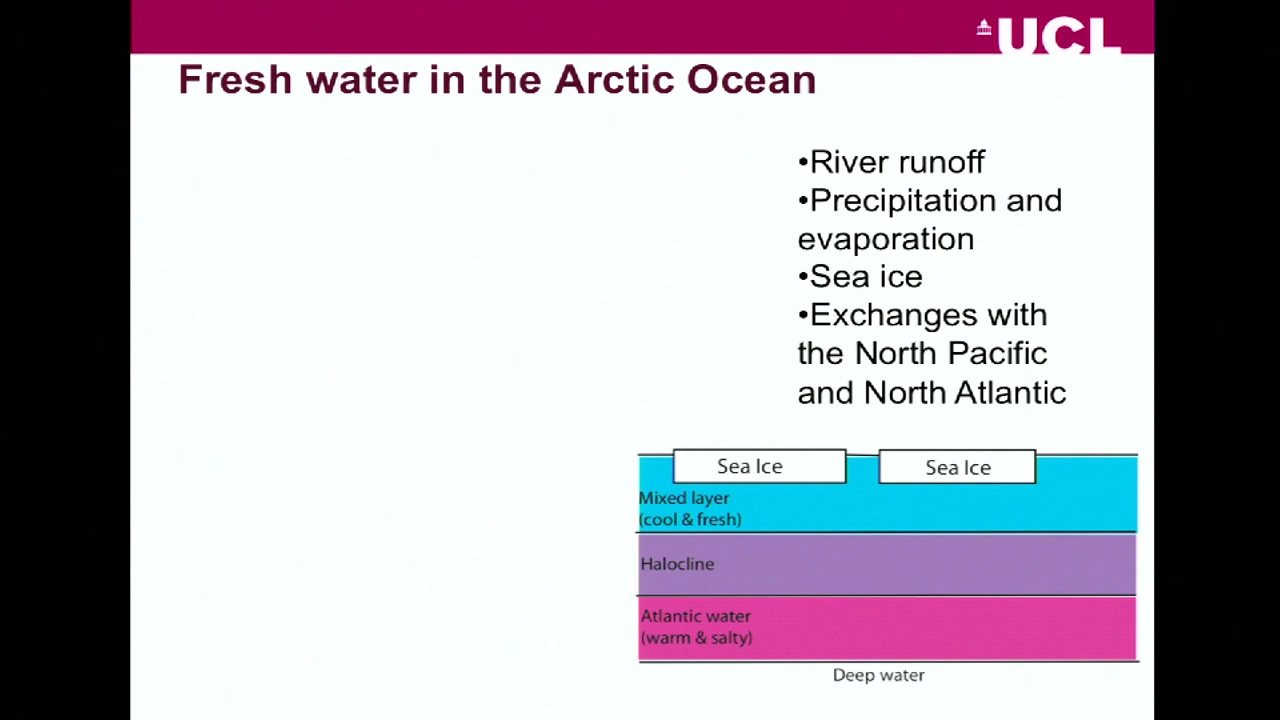 UCL
Fresh water in the Arctic Ocean
•River runoff
•Precipitation and
evaporation
•Sea ice
•Exchanges with
the North Pacific
and North Atlantic
Sea Ice Sea Ice
Mixed layer
(cool & fresh)
Halocline
Atlantic water
(warm & salty)
Deep water